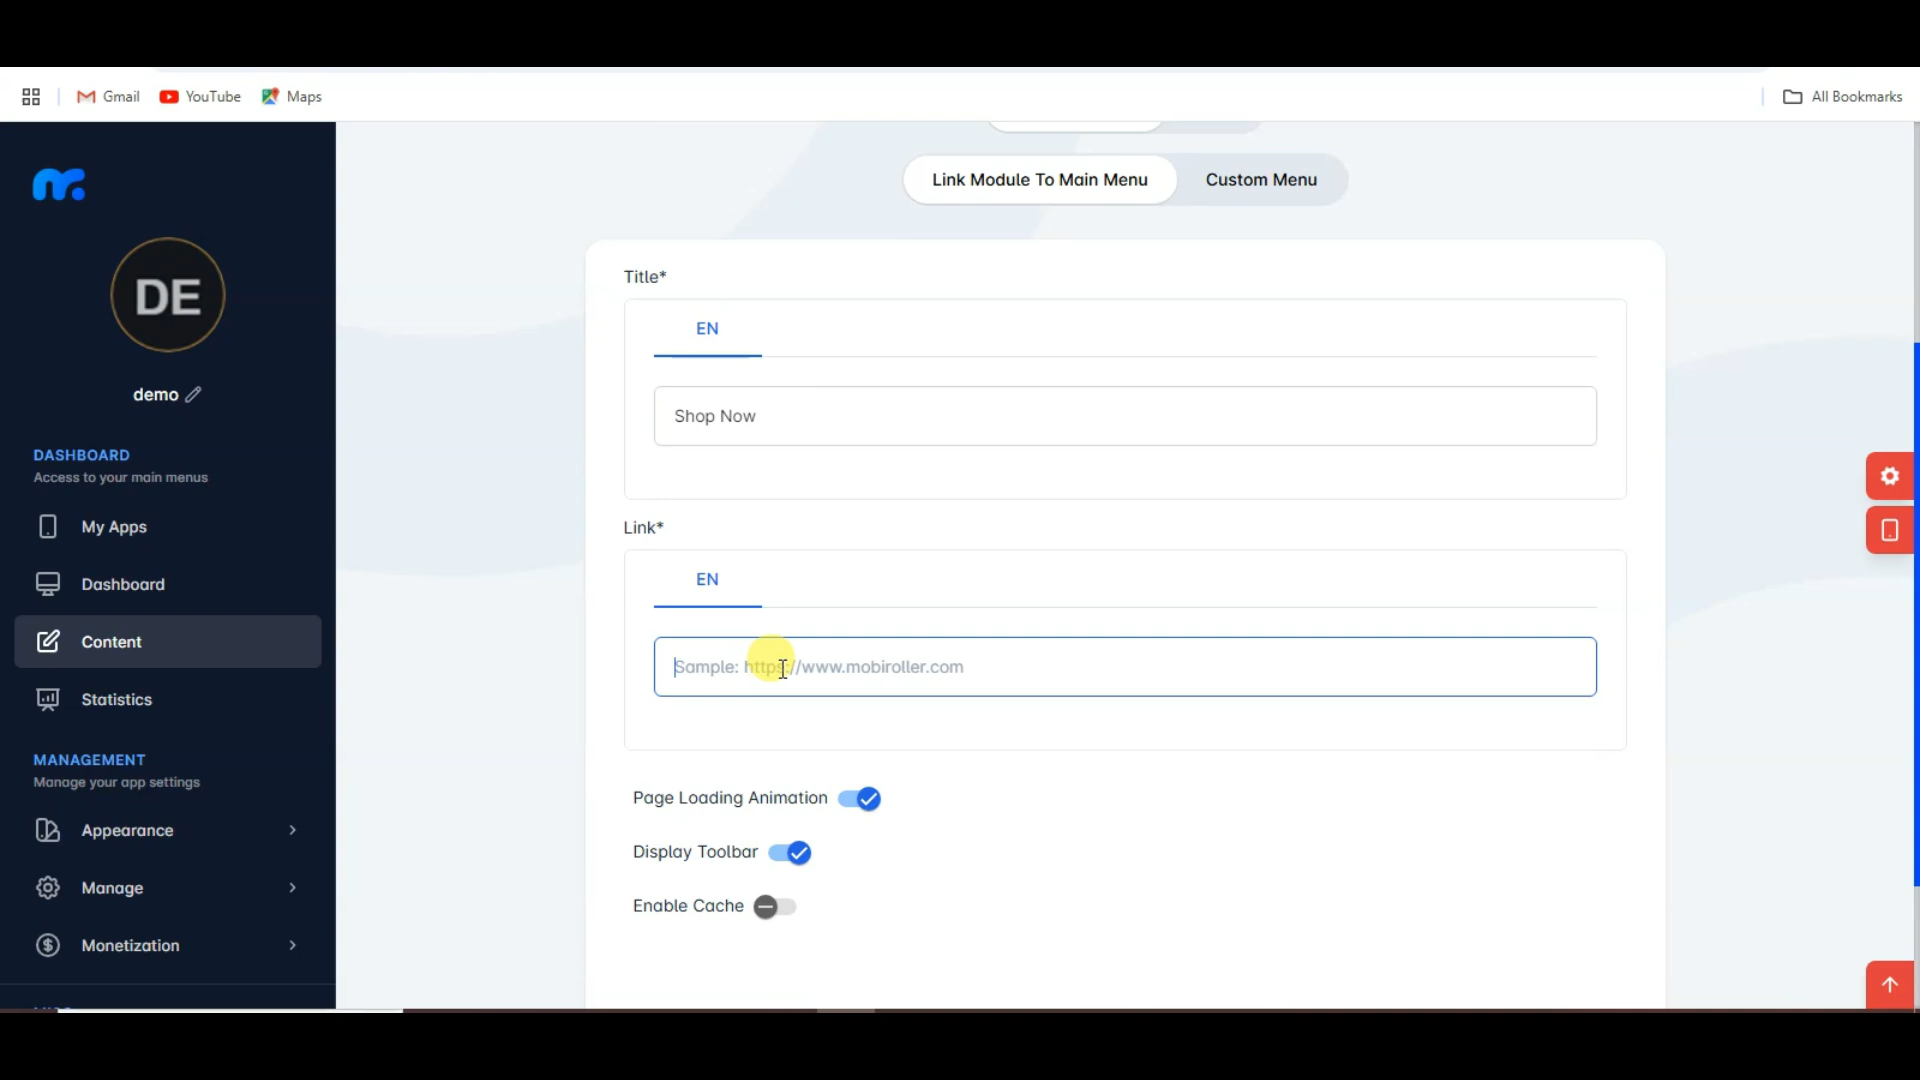 Gmail YouTube Maps All Bookmarks
Link Module To Main Menu Custom Menu
DE
demo
DASHBOARD
Access to your main menus
My Apps
Dashboard
Content
Statistics
MANAGEMENT
Manage your app settings
Appearance
Manage
Monetization
Title*
EN
Shop Now
Link*
EN
Sample: https://www.mobiroller.com
Page Loading Animation
Display Toolbar
Enable Cache